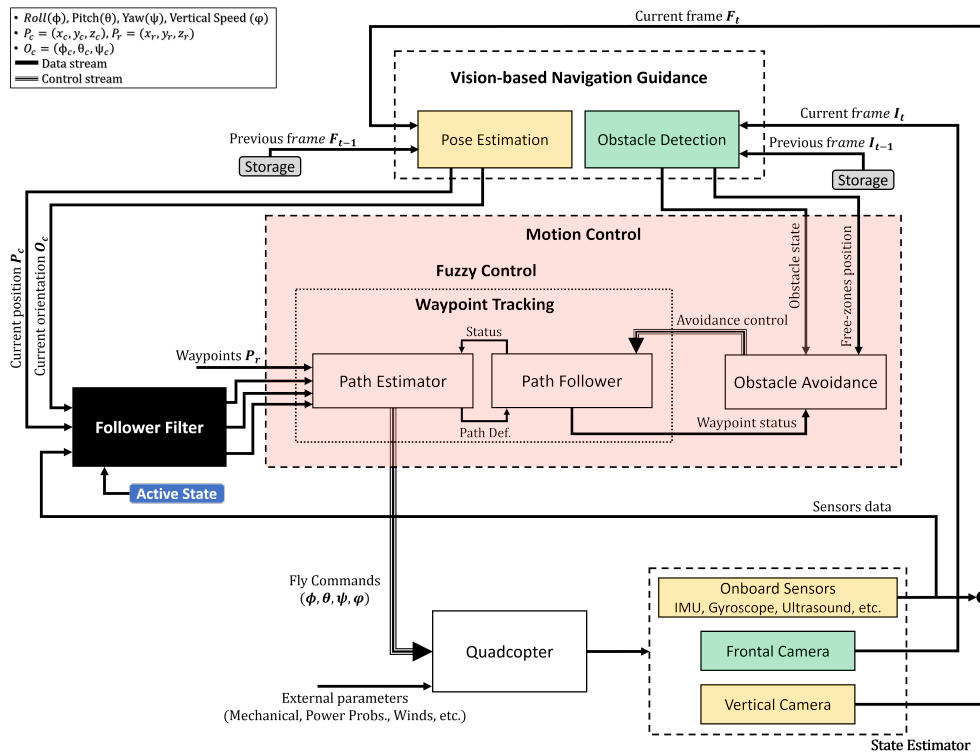 • Roll(ϕ), Pitch(θ), Yaw(ψ), Vertical Speed (φ)
• P_c = (x_c, y_c, z_c), P_r = (x_r, y_r, z_r)
• O_c = (ϕ_c, θ_c, ψ_c)
Data stream
Control stream
Current frame F_t
Vision-based Navigation Guidance
Pose Estimation
Obstacle Detection
Current frame I_t
Previous frame F_{t−1}
Storage
Previous frame I_{t−1}
Storage
Current position P_c
Current orientation O_c
Motion Control
Fuzzy Control
Waypoint Tracking
Obstacle state
Free-zones position
Status
Avoidance control
Waypoints P_r
Path Estimator
Path Follower
Obstacle Avoidance
Path Def.
Waypoint status
Follower Filter
Active State
Sensors data
Fly Commands
(ϕ, θ, ψ, φ)
Onboard Sensors
IMU, Gyroscope, Ultrasound, etc.
Quadcopter
Frontal Camera
External parameters
(Mechanical, Power Probs., Winds, etc.)
Vertical Camera
State Estimator